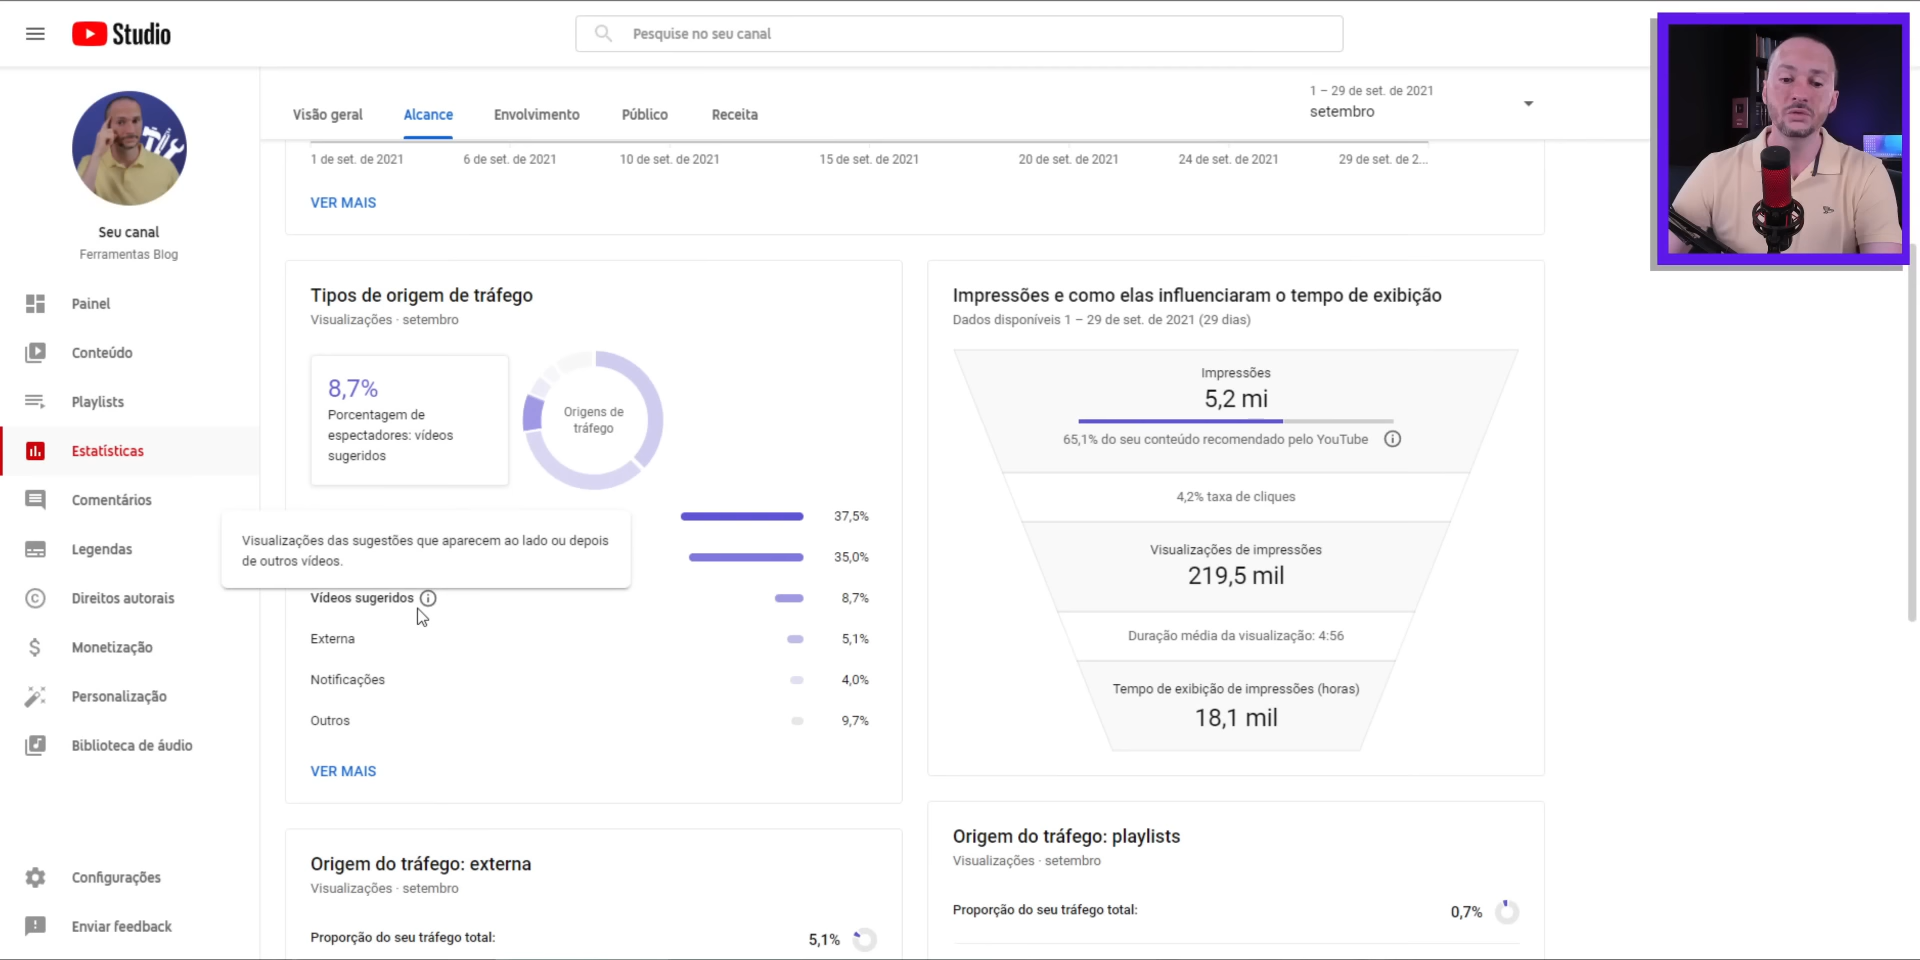 Studio
Pesquise no seu canal
Seu canal
Ferramentas Blog
Painel
Conteúdo
Playlists
Estatísticas
Comentários
Legendas
Direitos autorais
Monetização
Personalização
Biblioteca de áudio
Configurações
Enviar feedback
Visão geral
Alcance
Envolvimento
Público
Receita
1 – 29 de set. de 2021
setembro
1 de set. de 2021
6 de set. de 2021
10 de set. de 2021
15 de set. de 2021
20 de set. de 2021
24 de set. de 2021
29 de set. de 2...
VER MAIS
Tipos de origem de tráfego
Visualizações · setembro
8,7%
Porcentagem de
espectadores: vídeos
sugeridos
Origens de
tráfego
37,5%
Visualizações das sugestões que aparecem ao lado ou depois
de outros vídeos.
35,0%
Vídeos sugeridos
8,7%
Externa
5,1%
Notificações
4,0%
Outros
9,7%
VER MAIS
Impressões e como elas influenciaram o tempo de exibição
Dados disponíveis 1 – 29 de set. de 2021 (29 dias)
Impressões
5,2 mi
65,1% do seu conteúdo recomendado pelo YouTube
4,2% taxa de cliques
Visualizações de impressões
219,5 mil
Duração média da visualização: 4:56
Tempo de exibição de impressões (horas)
18,1 mil
Origem do tráfego: externa
Visualizações · setembro
Proporção do seu tráfego total:
5,1%
Origem do tráfego: playlists
Visualizações · setembro
Proporção do seu tráfego total:
0,7%